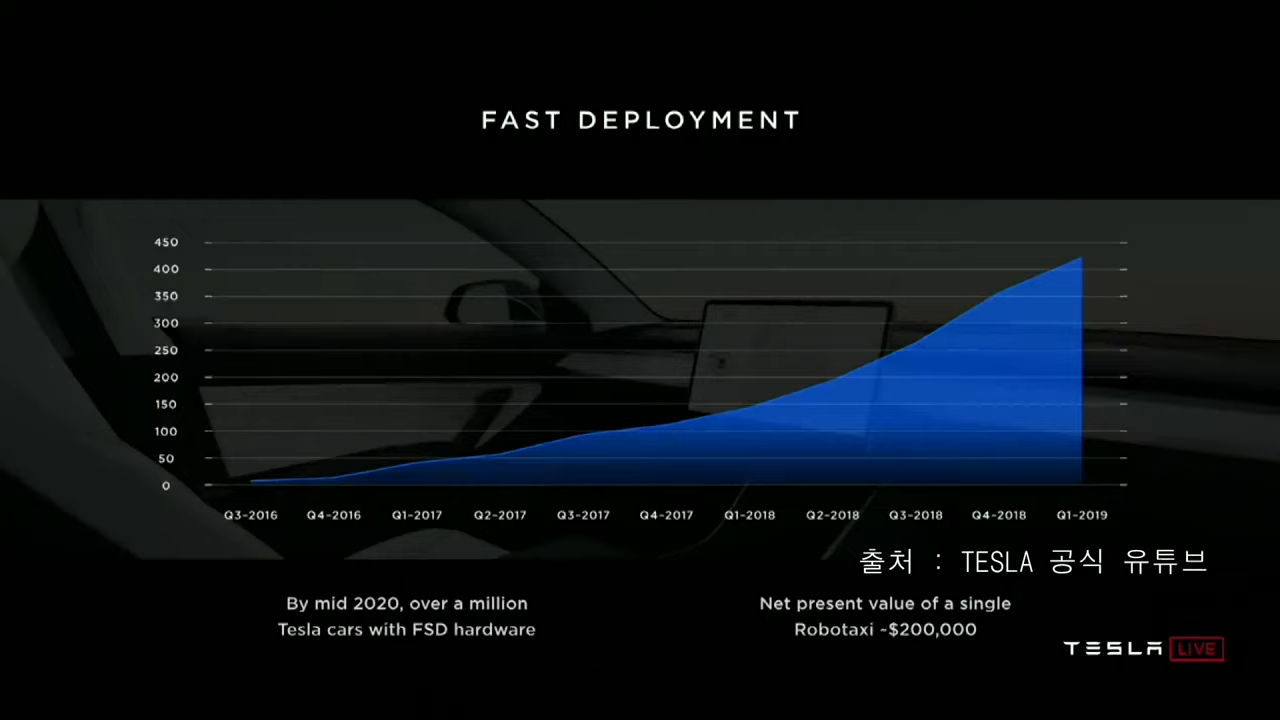 FAST DEPLOYMENT
450
400
350
300
250
200
150
100
50
0
Q3-2016 Q4-2016 Q1-2017 Q2-2017 Q3-2017 Q4-2017 Q1-2018 Q2-2018 Q3-2018 Q4-2018 Q1-2019
출처 : TESLA 공식 유튜브
By mid 2020, over a million
Tesla cars with FSD hardware
Net present value of a single
Robotaxi ~$200,000
TESLA LIVE